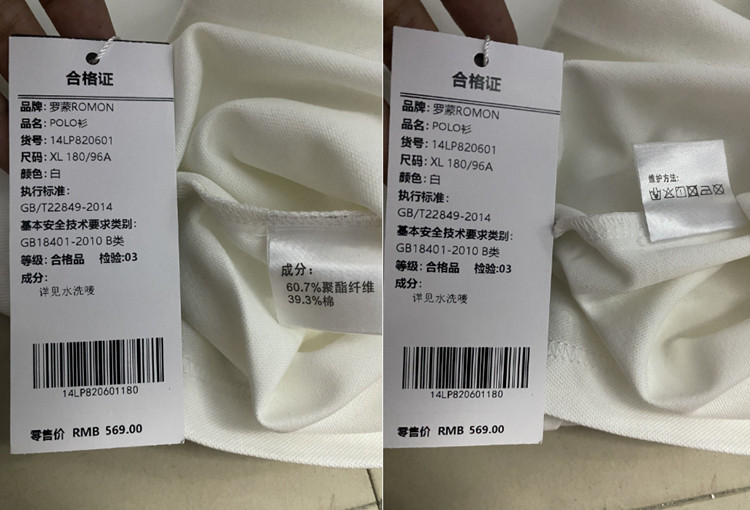 合格证
品牌: 罗蒙ROMON
品名: POLO衫
货号: 14LP820601
尺码: XL 180/96A
颜色: 白
执行标准:
GB/T22849-2014
基本安全技术要求类别:
GB18401-2010 B类
等级: 合格品 检验:03
成分:
详见水洗唛
14LP820601180
零售价 RMB 569.00
成分:
60.7%聚酯纤维
39.3%棉
合格证
品牌: 罗蒙ROMON
品名: POLO衫
货号: 14LP820601
尺码: XL 180/96A
颜色: 白
执行标准:
GB/T22849-2014
基本安全技术要求类别:
GB18401-2010 B类
等级: 合格品 检验:03
成分:
详见水洗唛
14LP820601180
零售价 RMB 569.00
维护方法: